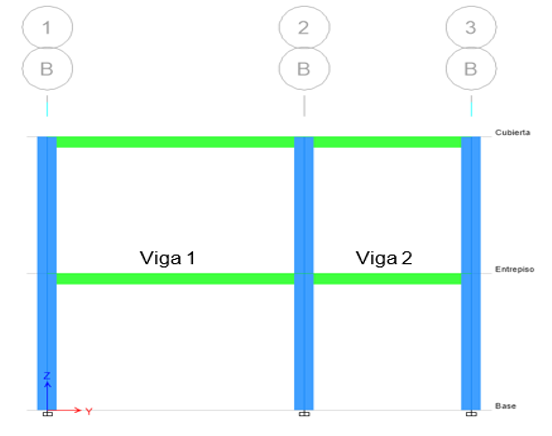 1 2 3
B B B
Cubierta
Viga 1 Viga 2
Entrepiso
Z
Y
Base